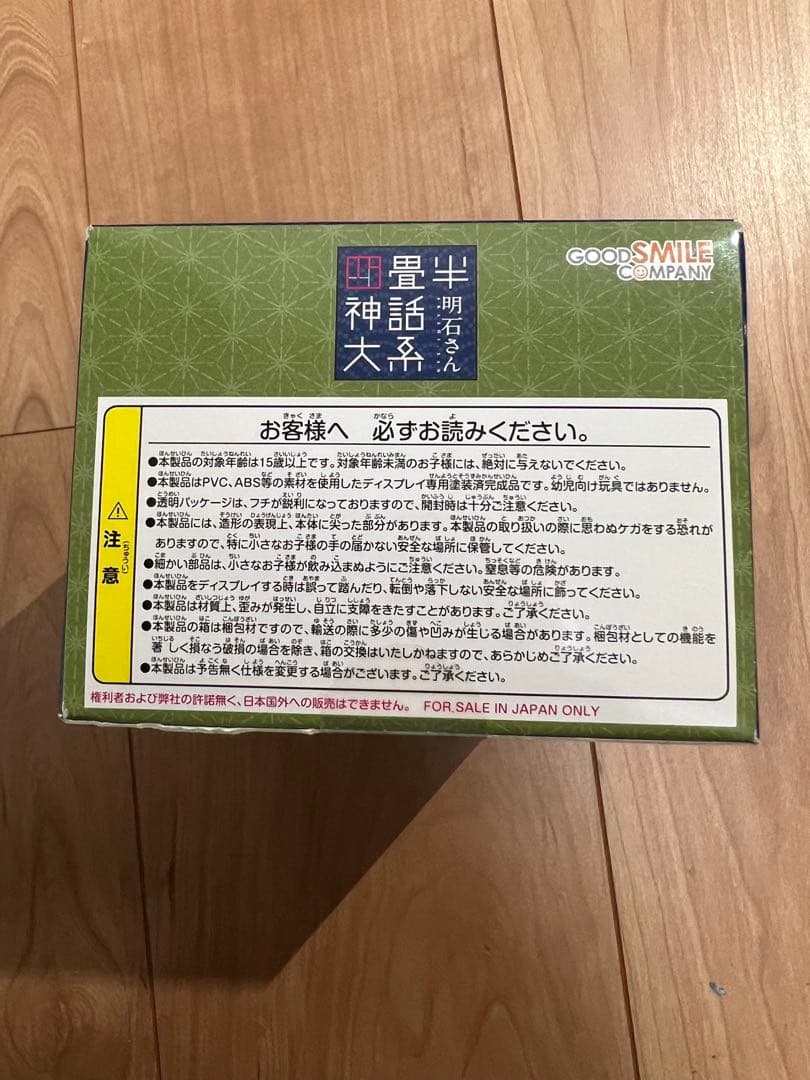 四畳半
神話
大系
明石さん
GOOD SMILE
COMPANY
お客様へ 必ずお読みください。
⚠
注意
●本製品の対象年齢は15歳以上です。対象年齢未満のお子様には、絶対に与えないでください。
●本製品はPVC、ABS等の素材を使用したディスプレイ専用塗装済完成品です。幼児向け玩具ではありません。
●透明パッケージは、フチが鋭利になっておりますので、開封時は十分ご注意ください。
●本製品には、造形の表現上、本体に尖った部分があります。本製品の取り扱いの際に思わぬケガをする恐れが
ありますので、特に小さなお子様の手の届かない安全な場所に保管してください。
●細かい部品は、小さなお子様が飲み込まぬようにご注意ください。窒息等の危険があります。
●本製品をディスプレイする時は誤って踏んだり、転倒や落下しない安全な場所に飾ってください。
●本製品は材質上、歪みが発生し、自立に支障をきたすことがあります。ご了承ください。
●本製品の箱は梱包材ですので、輸送の際に多少の傷や凹みが生じる場合があります。梱包材としての機能を
著しく損なう破損の場合を除き、箱の交換はいたしかねますので、あらかじめご了承ください。
●本製品は予告無く仕様を変更する場合がございます。ご了承ください。
権利者および弊社の許諾無く、日本国外への販売はできません。 FOR SALE IN JAPAN ONLY